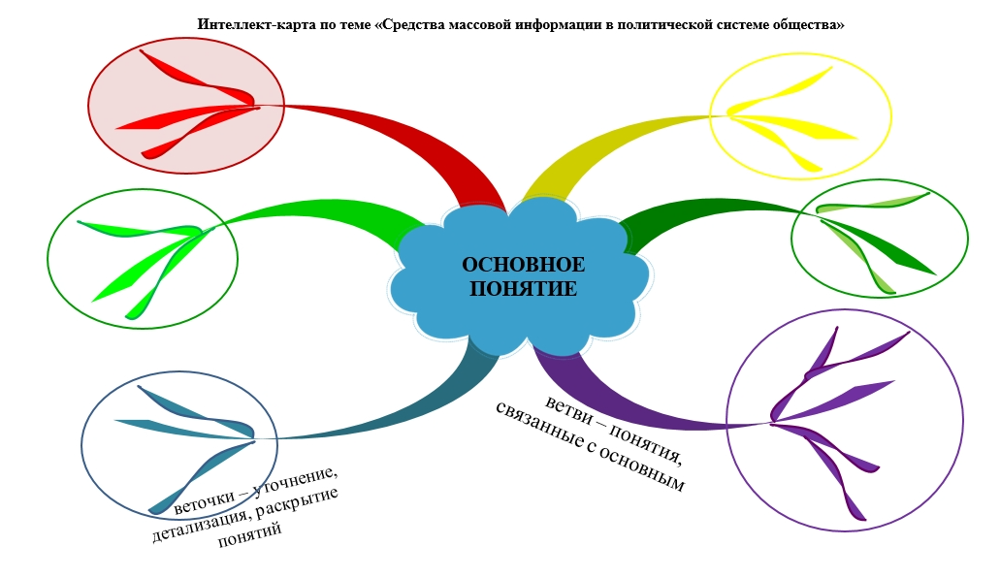 Интеллект-карта по теме «Средства массовой информации в политической системе общества»
ОСНОВНОЕ
ПОНЯТИЕ
ветви – понятия,
связанные с основным
веточки – уточнение,
детализация, раскрытие
понятий